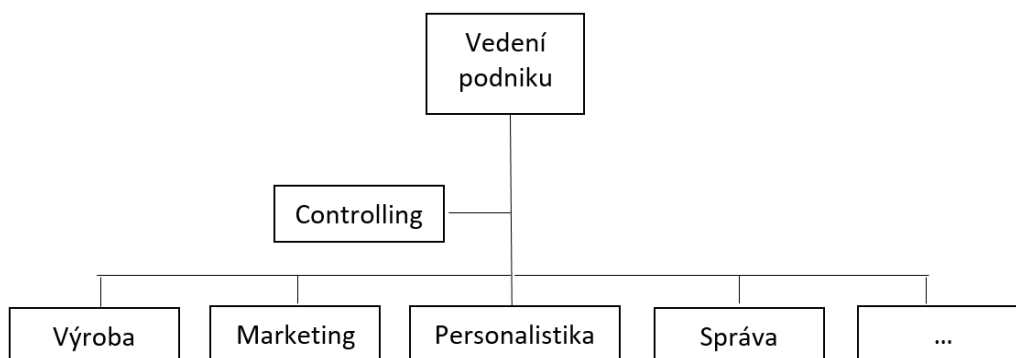 Vedení
podniku
Controlling
Výroba
Marketing
Personalistika
Správa
...